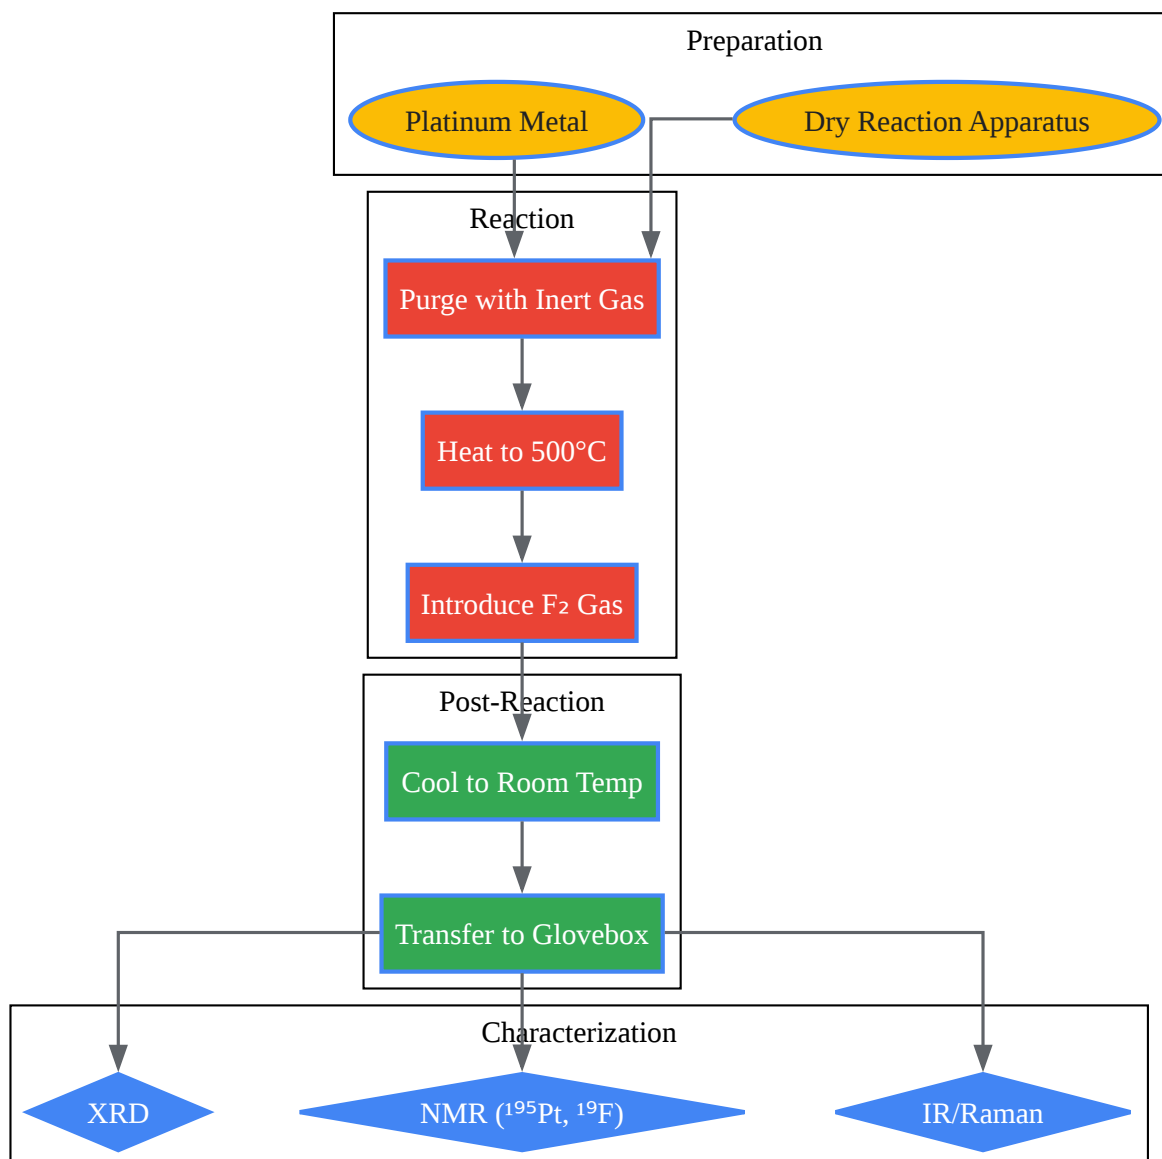 Preparation
Platinum Metal
Dry Reaction Apparatus
Reaction
Purge with Inert Gas
Heat to 500°C
Introduce F₂ Gas
Post-Reaction
Cool to Room Temp
Transfer to Glovebox
Characterization
XRD
NMR (¹⁹⁵Pt, ¹⁹F)
IR/Raman